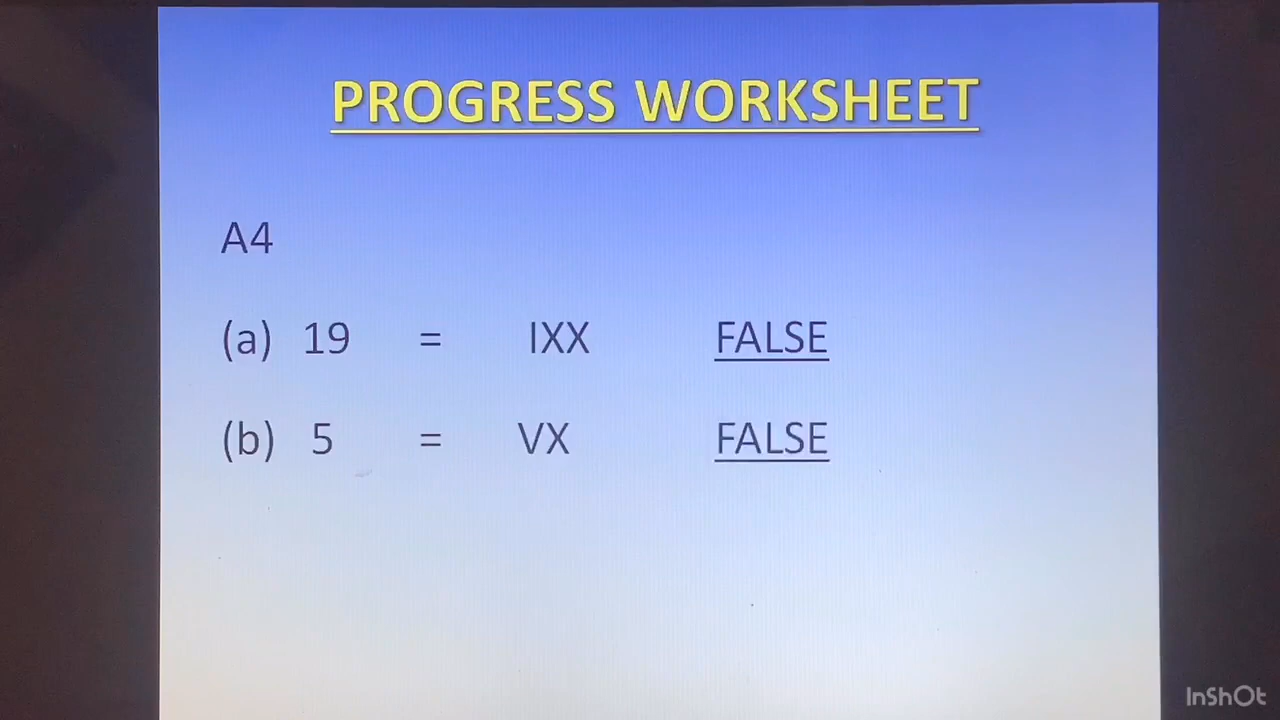 PROGRESS WORKSHEET
A4
(a) 19 = IXX FALSE
(b) 5 = VX FALSE
InShOt